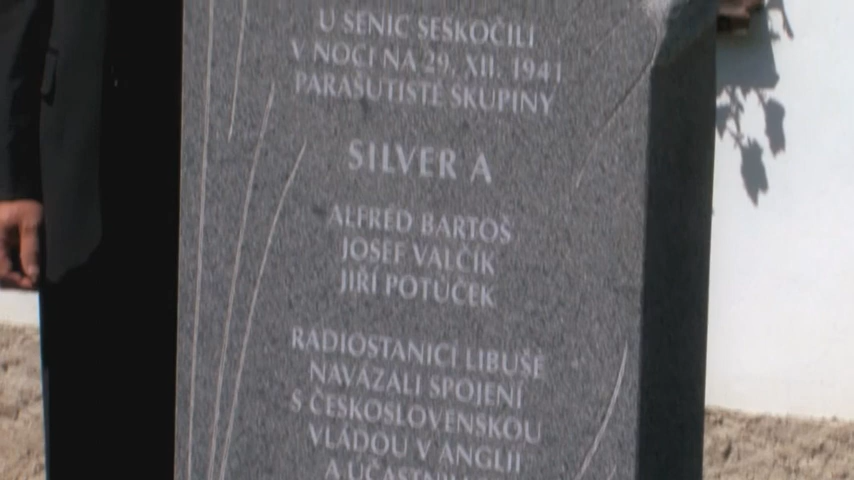 U SENIC SESKOČILI
V NOCI NA 29. XII. 1941
PARAŠUTISTÉ SKUPINY
SILVER A
ALFRÉD BARTOŠ
JOSEF VALČÍK
JIŘÍ POTŮČEK
RADIOSTANICÍ LIBUŠE
NAVÁZALI SPOJENÍ
S ČESKOSLOVENSKOU
VLÁDOU V ANGLII
A